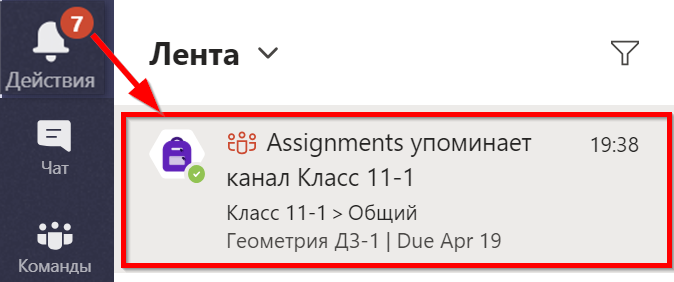 7
Действия
Чат
Команды
Лента
Assignments упоминает 19:38
канал Класс 11-1
Класс 11-1 > Общий
Геометрия ДЗ-1 | Due Apr 19